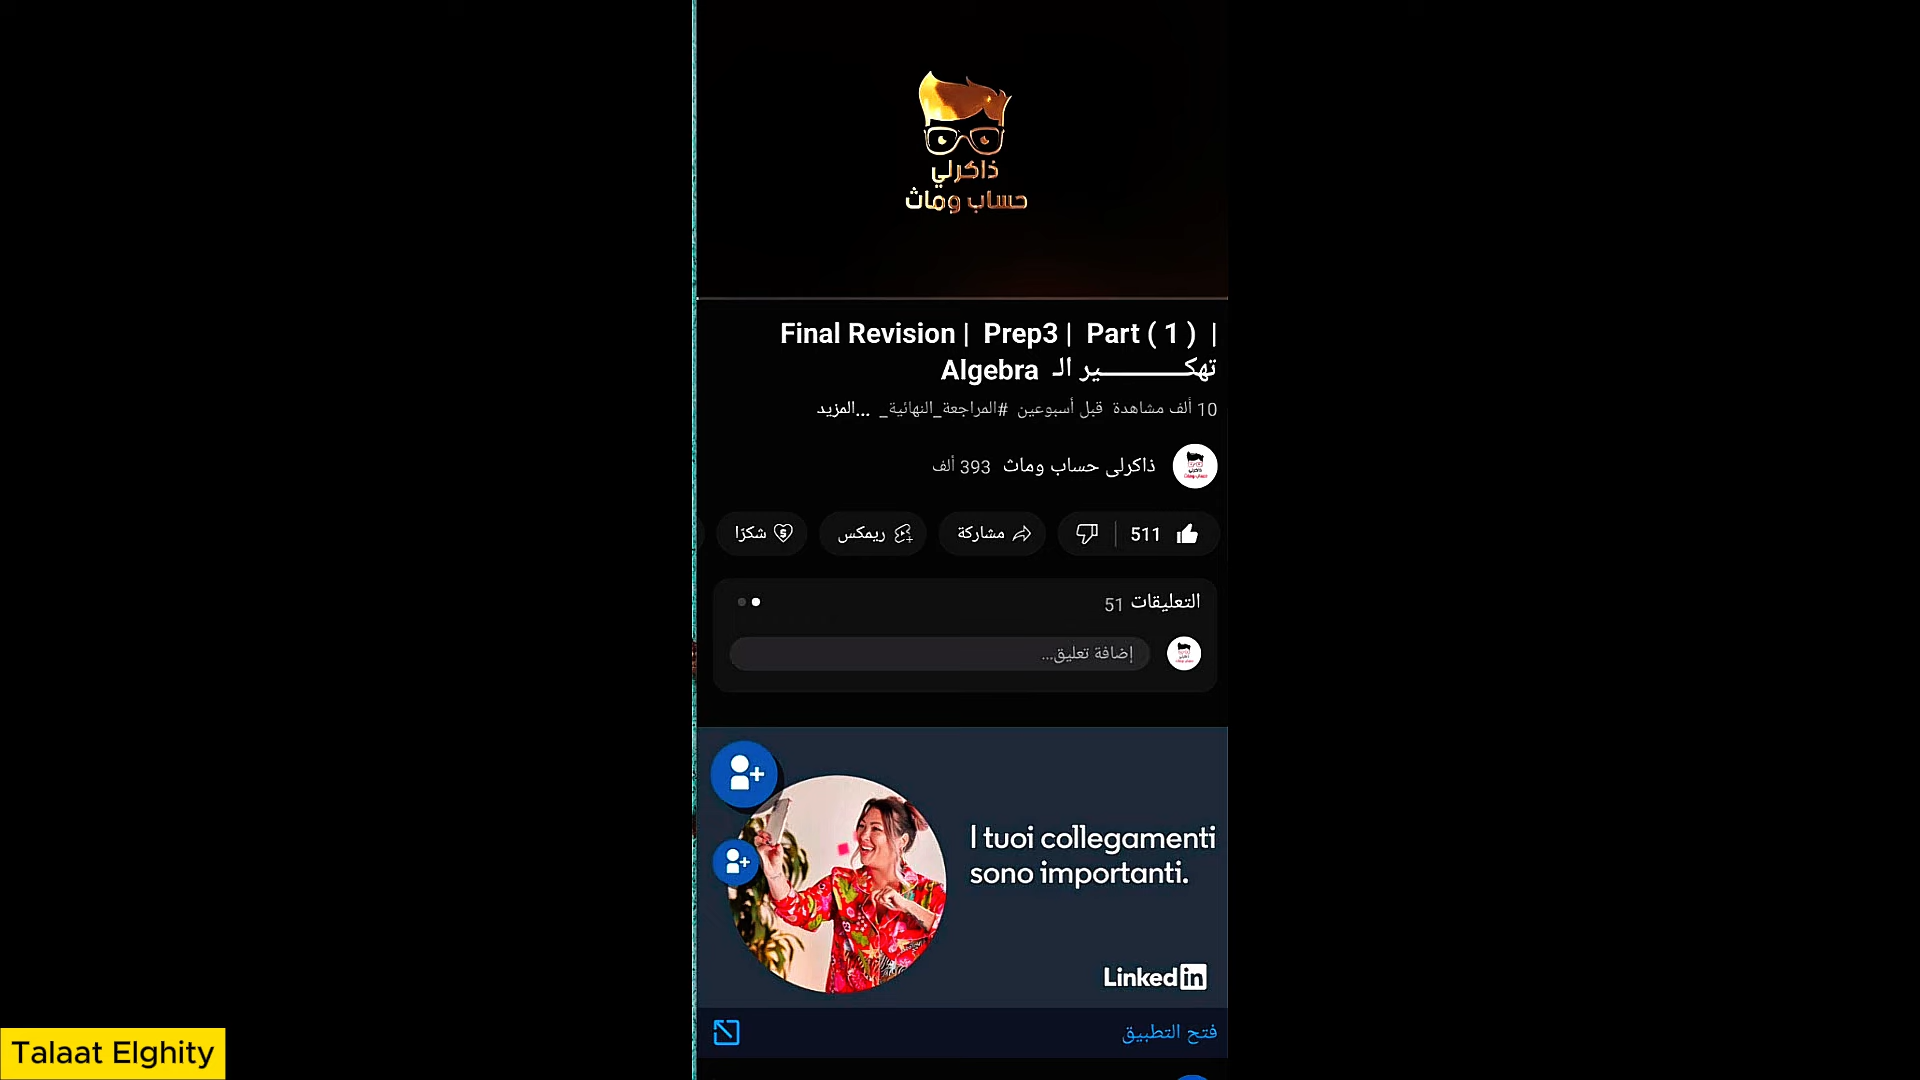 ذاكرلي
حساب وماث
Final Revision | Prep3 | Part ( 1 ) |
تهكـــــــــــــير الـ Algebra
10 ألف مشاهدة قبل أسبوعين #المراجعة_النهائية_ ...المزيد
ذاكرلى حساب وماث 393 ألف
511
مشاركة
ريمكس
شكرًا
التعليقات 51
إضافة تعليق...
I tuoi collegamenti
sono importanti.
Linkedin
فتح التطبيق
Talaat Elghity